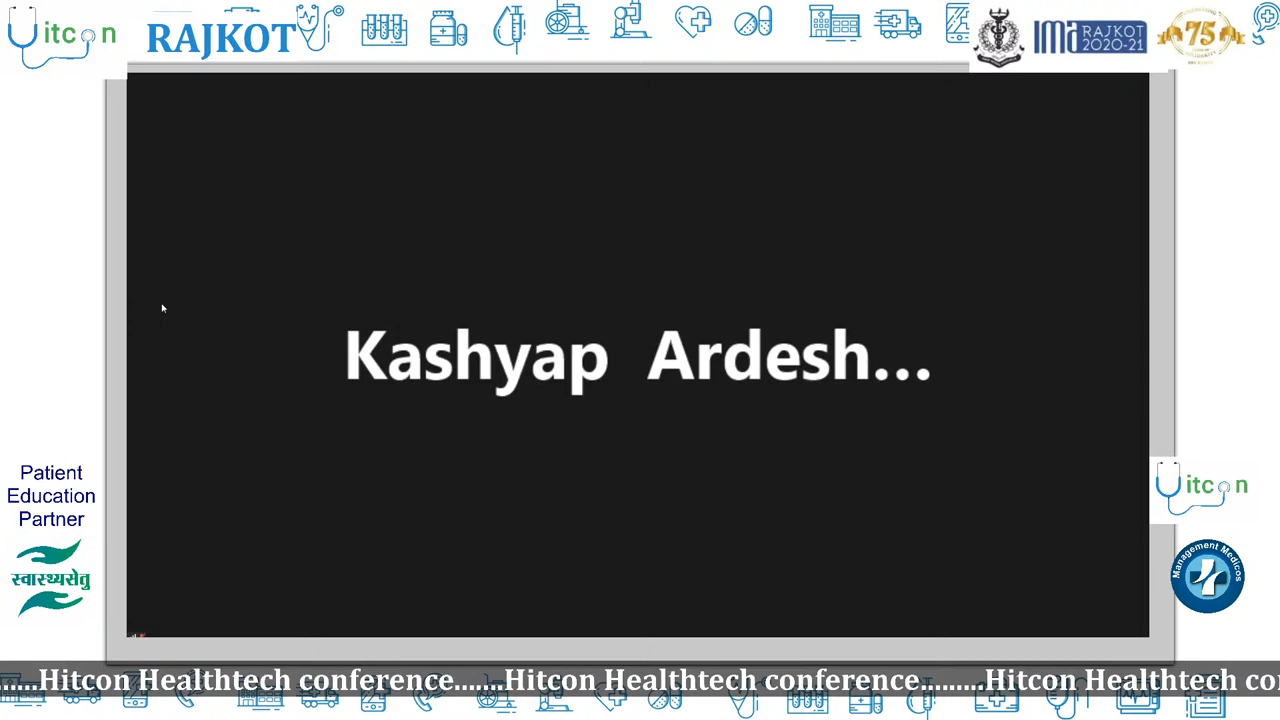 itcon
RAJKOT
IMA RAJKOT
2020-21
75
Kashyap Ardesh...
Patient
Education
Partner
स्वास्थ्यसेतु
itcon
Management Medicos
......Hitcon Healthtech conference.......Hitcon Healthtech conference.........Hitcon Healthtech con